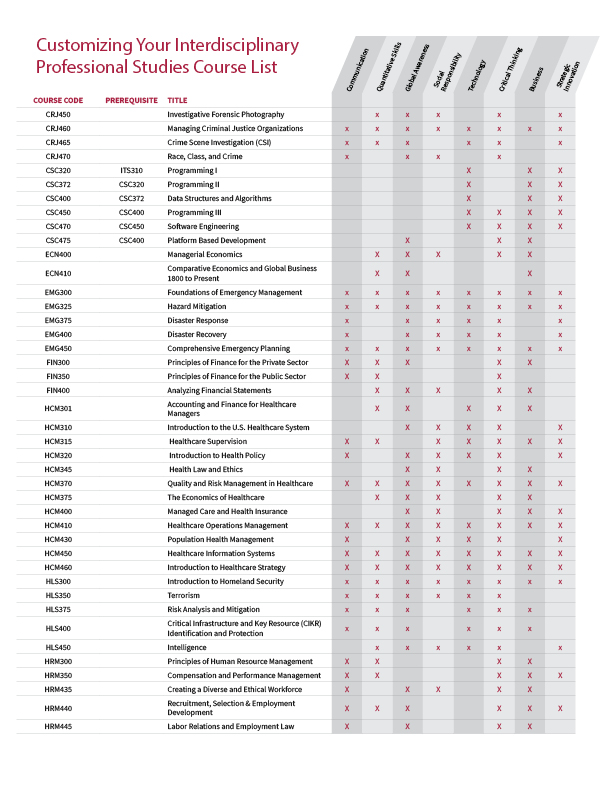 Customizing Your Interdisciplinary
Professional Studies Course List
Communication
Quantitative Skills
Global Awareness
Social
Responsibility
Technology
Critical Thinking
Business
Strategic
Innovation
COURSE CODE PREREQUISITE TITLE
CRJ450 Investigative Forensic Photography x x x x x
CRJ460 Managing Criminal Justice Organizations x x x x x x x x
CRJ465 Crime Scene Investigation (CSI) x x x x x x
CRJ470 Race, Class, and Crime x x x x
CSC320 ITS310 Programming I X X X
CSC372 CSC320 Programming II X X X
CSC400 CSC372 Data Structures and Algorithms X X X
CSC450 CSC400 Programming III X X X X
CSC470 CSC450 Software Engineering X X X X
CSC475 CSC400 Platform Based Development X X X
ECN400 Managerial Economics X X X X X
ECN410 Comparative Economics and Global Business
1800 to Present X X X
EMG300 Foundations of Emergency Management x x x x x x x x
EMG325 Hazard Mitigation x x x x x x x x
EMG375 Disaster Response x x x x x x
EMG400 Disaster Recovery x x x x x x
EMG450 Comprehensive Emergency Planning x x x x x x x x
FIN300 Principles of Finance for the Private Sector X X X X X
FIN350 Principles of Finance for the Public Sector X X X
FIN400 Analyzing Financial Statements X X X X X
HCM301 Accounting and Finance for Healthcare
Managers X X X X X
HCM310 Introduction to the U.S. Healthcare System X X X X X
HCM315 Healthcare Supervision X X X X X X X
HCM320 Introduction to Health Policy X X X X X X
HCM345 Health Law and Ethics X X X X
HCM370 Quality and Risk Management in Healthcare X X X X X X X X
HCM375 The Economics of Healthcare X X X X X
HCM400 Managed Care and Health Insurance X X X X X
HCM410 Healthcare Operations Management X X X X X X X X
HCM430 Population Health Management X X X X X X
HCM450 Healthcare Information Systems X X X X X X X X
HCM460 Introduction to Healthcare Strategy X X X X X X X X
HLS300 Introduction to Homeland Security x x x x x x x x
HLS350 Terrorism x x x x x x
HLS375 Risk Analysis and Mitigation x x x x x x
HLS400 Critical Infrastructure and Key Resource (CIKR)
Identification and Protection x x x x x x
HLS450 Intelligence x x x x x x
HRM300 Principles of Human Resource Management X X X X
HRM350 Compensation and Performance Management X X X X X
HRM435 Creating a Diverse and Ethical Workforce X X X X X
HRM440 Recruitment, Selection & Employment
Development X X X X X X
HRM445 Labor Relations and Employment Law X X X X